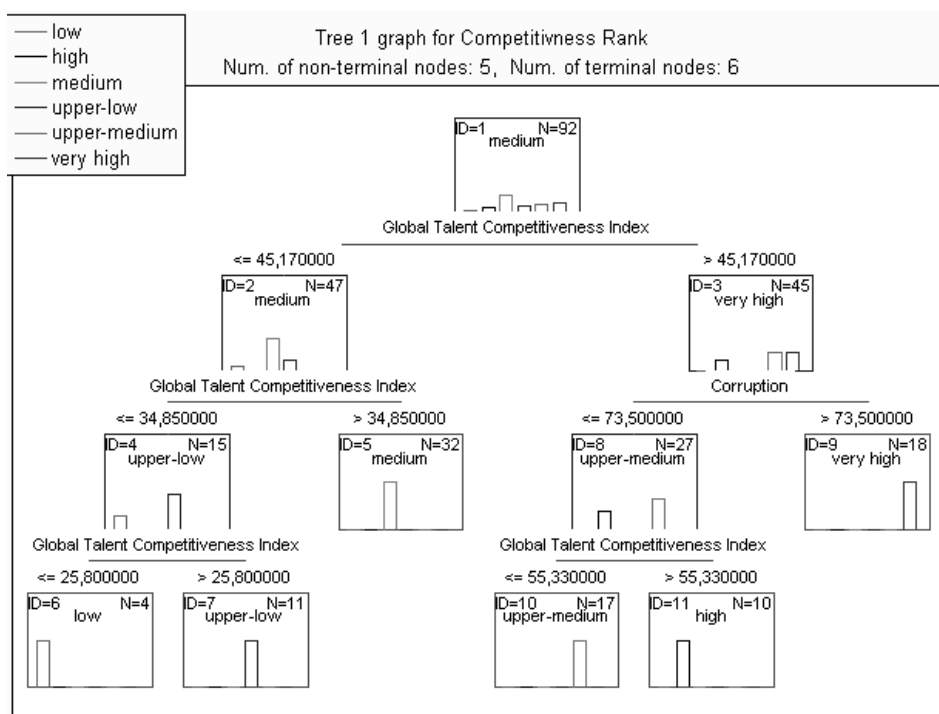 low
high
medium
upper-low
upper-medium
very high
Tree 1 graph for Competitivness Rank
Num. of non-terminal nodes: 5, Num. of terminal nodes: 6
ID=1 N=92
medium
Global Talent Competitiveness Index
<= 45,170000 > 45,170000
ID=2 N=47 ID=3 N=45
medium very high
Global Talent Competitiveness Index Corruption
<= 34,850000 > 34,850000 <= 73,500000 > 73,500000
ID=4 N=15 ID=5 N=32 ID=8 N=27 ID=9 N=18
upper-low medium upper-medium very high
Global Talent Competitiveness Index Global Talent Competitiveness Index
<= 25,800000 > 25,800000 <= 55,330000 > 55,330000
ID=6 N=4 ID=7 N=11 ID=10 N=17 ID=11 N=10
low upper-low upper-medium high